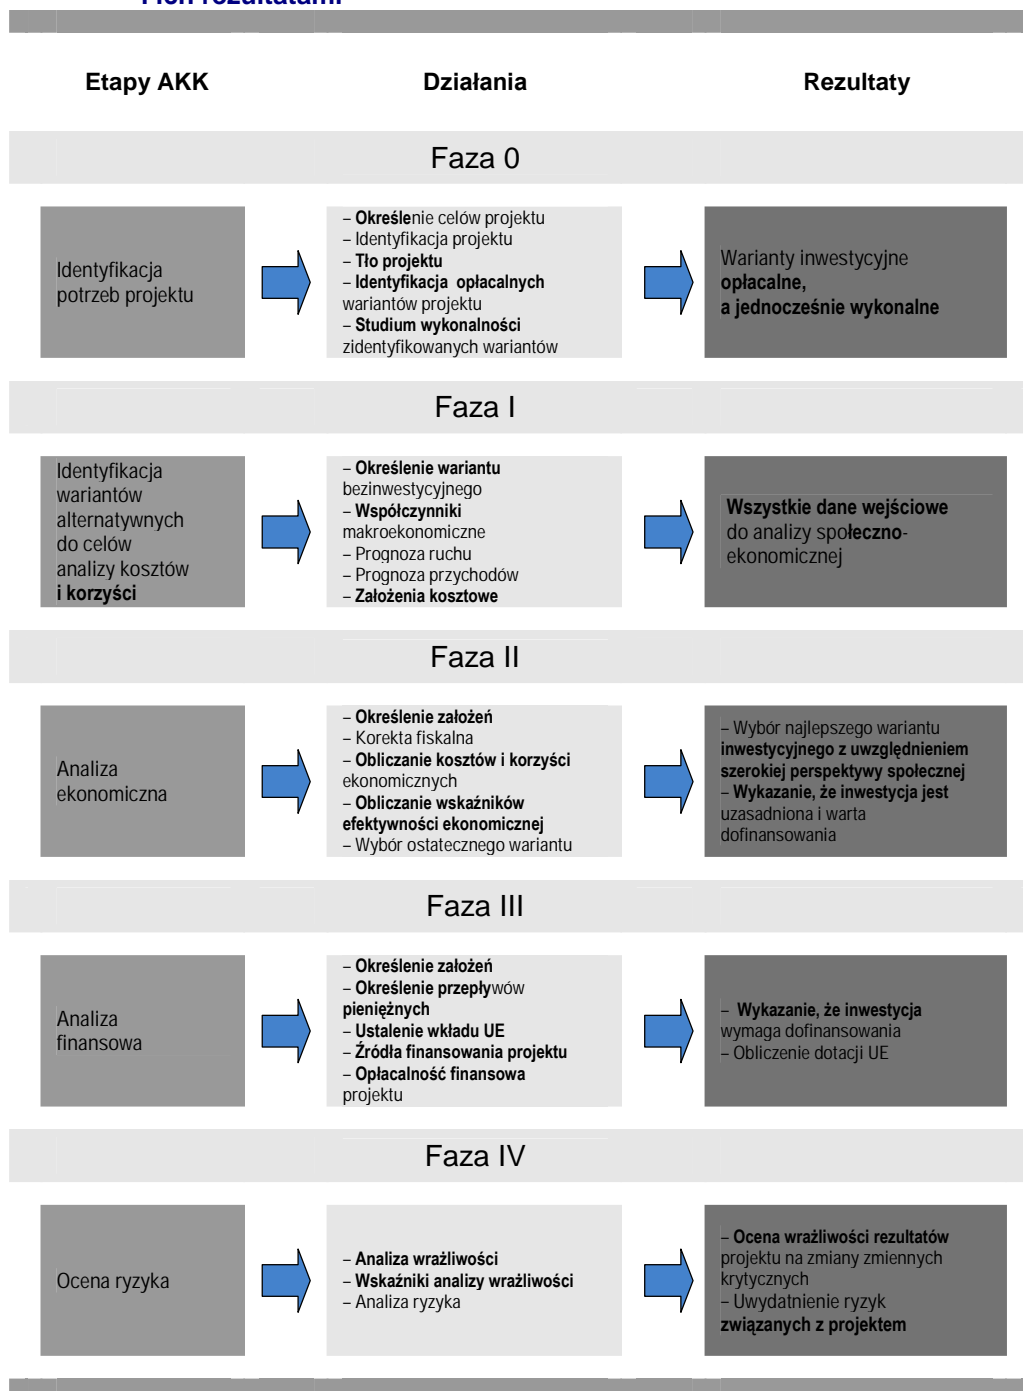 i ich rezultatami
Etapy AKK
Działania
Rezultaty
Faza 0
Identyfikacja
potrzeb projektu
– Określenie celów projektu
– Identyfikacja projektu
– Tło projektu
– Identyfikacja opłacalnych
wariantów projektu
– Studium wykonalności
zidentyfikowanych wariantów
Warianty inwestycyjne
opłacalne,
a jednocześnie wykonalne
Faza I
Identyfikacja
wariantów
alternatywnych
do celów
analizy kosztów
i korzyści
– Określenie wariantu
bezinwestycyjnego
– Współczynniki
makroekonomiczne
– Prognoza ruchu
– Prognoza przychodów
– Założenia kosztowe
Wszystkie dane wejściowe
do analizy społeczno-
ekonomicznej
Faza II
Analiza
ekonomiczna
– Określenie założeń
– Korekta fiskalna
– Obliczanie kosztów i korzyści
ekonomicznych
– Obliczanie wskaźników
efektywności ekonomicznej
– Wybór ostatecznego wariantu
– Wybór najlepszego wariantu
inwestycyjnego z uwzględnieniem
szerokiej perspektywy społecznej
– Wykazanie, że inwestycja jest
uzasadniona i warta
dofinansowania
Faza III
Analiza
finansowa
– Określenie założeń
– Określenie przepływów
pieniężnych
– Ustalenie wkładu UE
– Źródła finansowania projektu
– Opłacalność finansowa
projektu
– Wykazanie, że inwestycja
wymaga dofinansowania
– Obliczenie dotacji UE
Faza IV
Ocena ryzyka
– Analiza wrażliwości
– Wskaźniki analizy wrażliwości
– Analiza ryzyka
– Ocena wrażliwości rezultatów
projektu na zmiany zmiennych
krytycznych
– Uwydatnienie ryzyk
związanych z projektem